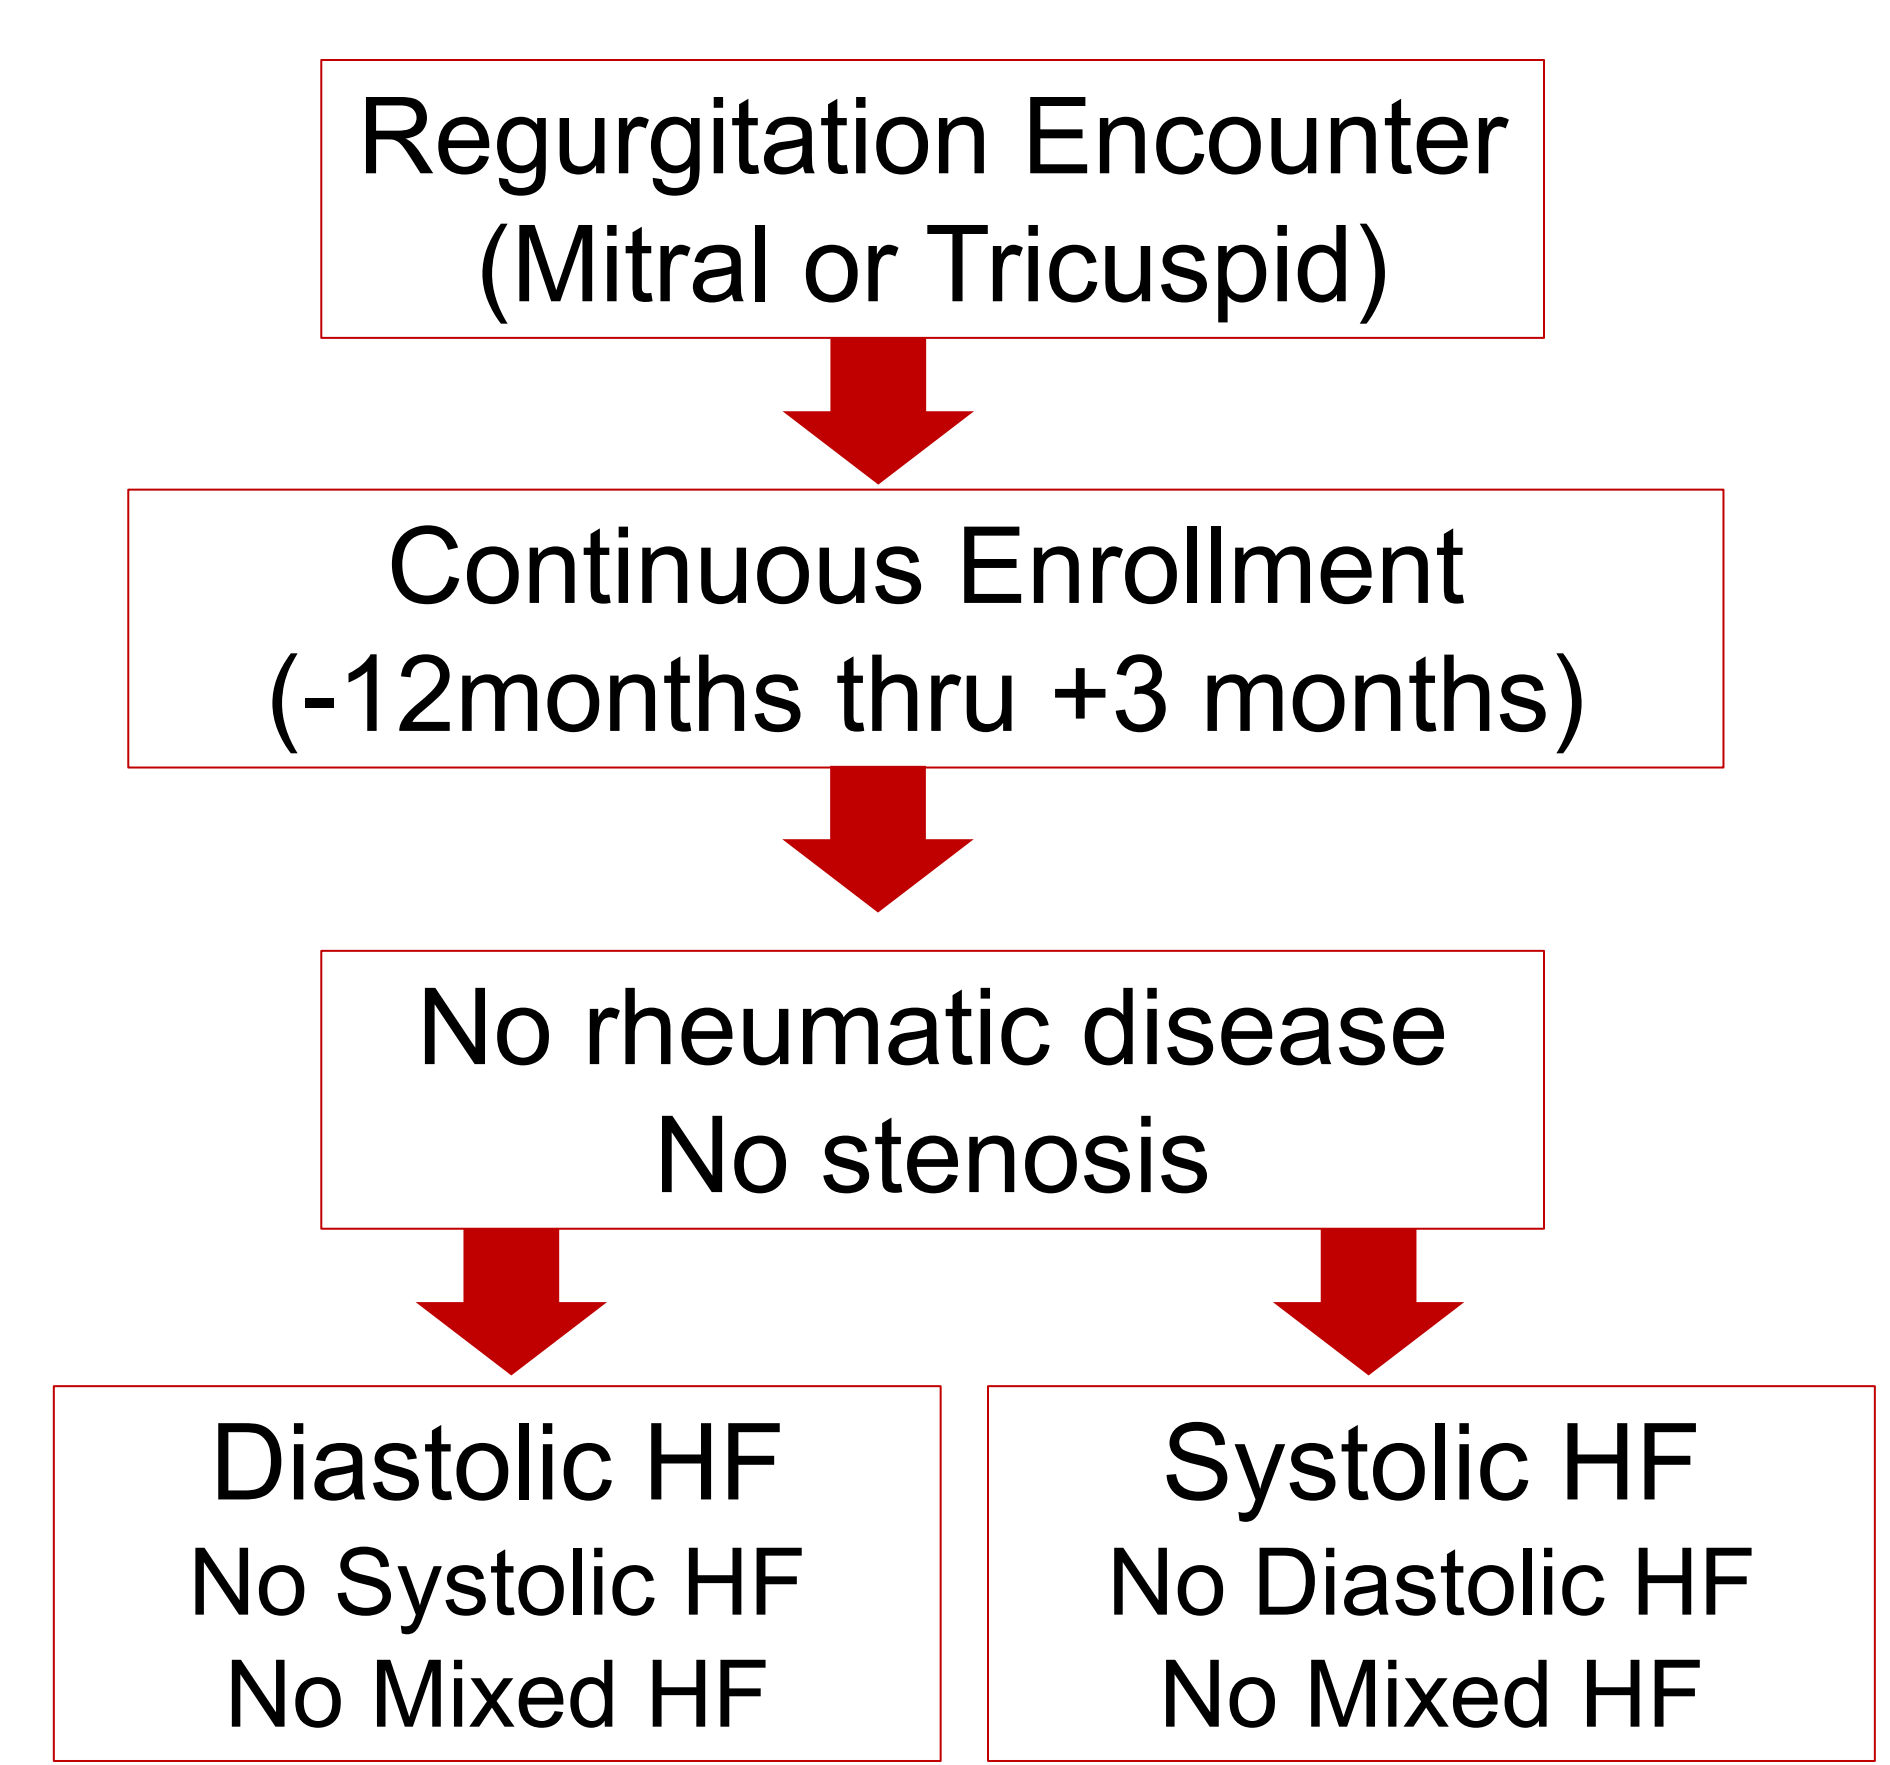 Regurgitation Encounter
(Mitral or Tricuspid)
Continuous Enrollment
(-12months thru +3 months)
No rheumatic disease
No stenosis
Diastolic HF
No Systolic HF
No Mixed HF
Systolic HF
No Diastolic HF
No Mixed HF